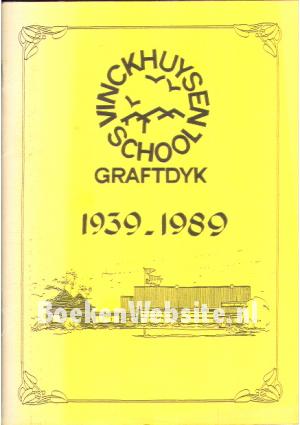 VINCKHUYSEN
SCHOOL
GRAFTDYK
1939-1989
BoekenWebsite.nl